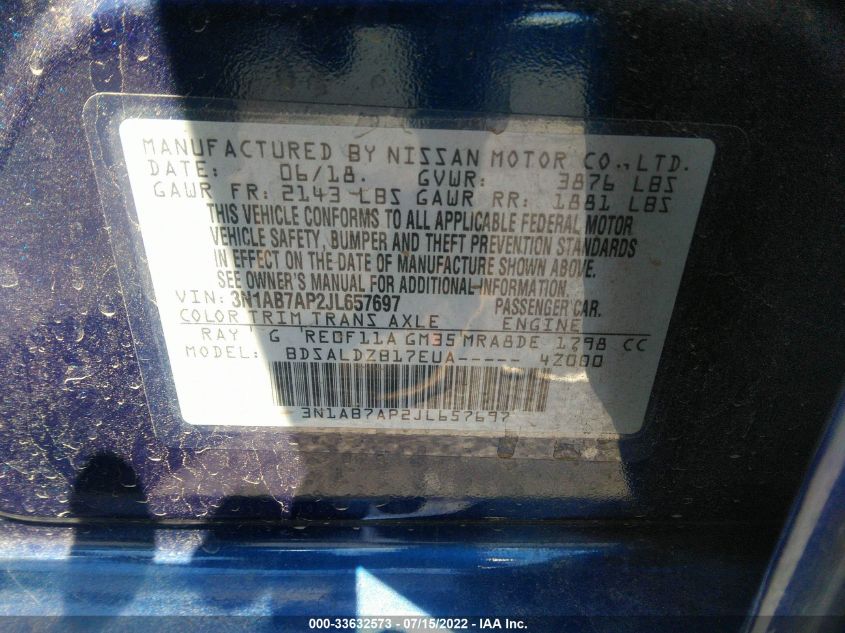 MANUFACTURED BY NISSAN MOTOR CO., LTD.
DATE: 06/18. GVWR: 3876 LBS
GAWR FR: 2143 LBS GAWR RR: 1881 LBS
THIS VEHICLE CONFORMS TO ALL APPLICABLE FEDERAL MOTOR
VEHICLE SAFETY, BUMPER AND THEFT PREVENTION STANDARDS
IN EFFECT ON THE DATE OF MANUFACTURE SHOWN ABOVE.
SEE OWNER'S MANUAL FOR ADDITIONAL INFORMATION.
VIN: 3N1AB7AP2JL657697 PASSENGER CAR.
COLOR TRIM TRANS AXLE ENGINE
RAY G RE0F11A GM35 MRA8DE 1798 CC
MODEL: BDSALDZB17EUA----- 4Z000
3N1AB7AP2JL657697
000-33632573 - 07/15/2022 - IAA Inc.